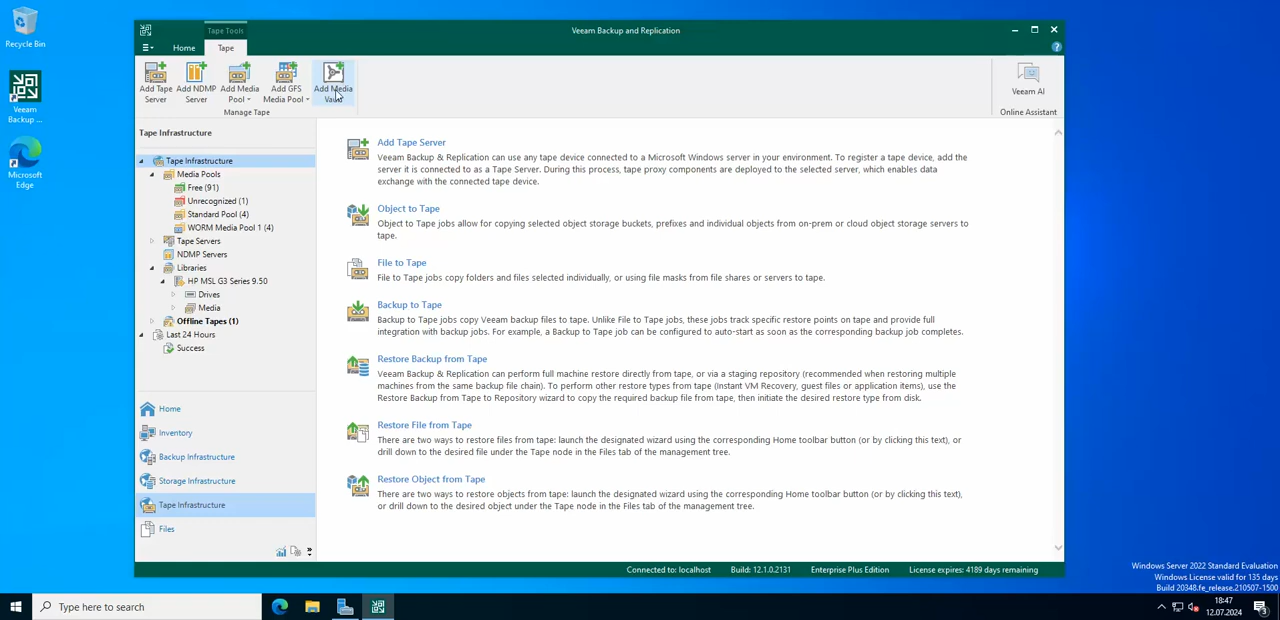 Recycle Bin
Veeam
Backup ...
Microsoft
Edge
Tape Tools
Veeam Backup and Replication
Home
Tape
Add Tape
Server
Add NDMP
Server
Add Media
Pool
Add GFS
Media Pool
Add Media
Vault
Manage Tape
Veeam AI
Online Assistant
Tape Infrastructure
Tape Infrastructure
Media Pools
Free (91)
Unrecognized (1)
Standard Pool (4)
WORM Media Pool 1 (4)
Tape Servers
NDMP Servers
Libraries
HP MSL G3 Series 9.50
Drives
Media
Offline Tapes (1)
Last 24 Hours
Success
Home
Inventory
Backup Infrastructure
Storage Infrastructure
Tape Infrastructure
Files
Add Tape Server
Veeam Backup & Replication can use any tape device connected to a Microsoft Windows server in your environment. To register a tape device, add the
server it is connected to as a Tape Server. During this process, tape proxy components are deployed to the selected server, which enables data
exchange with the connected tape device.
Object to Tape
Object to Tape jobs allow for copying selected object storage buckets, prefixes and individual objects from on-prem or cloud object storage servers to
tape.
File to Tape
File to Tape jobs copy folders and files selected individually, or using file masks from file shares or servers to tape.
Backup to Tape
Backup to Tape jobs copy Veeam backup files to tape. Unlike File to Tape jobs, these jobs track specific restore points on tape and provide full
integration with backup jobs. For example, a Backup to Tape job can be configured to auto-start as soon as the corresponding backup job completes.
Restore Backup from Tape
Veeam Backup & Replication can perform full machine restore directly from tape, or via a staging repository (recommended when restoring multiple
machines from the same backup file chain). To perform other restore types from tape (Instant VM Recovery, guest files or application items), use the
Restore Backup from Tape to Repository wizard to copy the required backup file from tape, then initiate the desired restore type from disk.
Restore File from Tape
There are two ways to restore files from tape: launch the designated wizard using the corresponding Home toolbar button (or by clicking this text), or
drill down to the desired file under the Tape node in the Files tab of the management tree.
Restore Object from Tape
There are two ways to restore objects from tape: launch the designated wizard using the corresponding Home toolbar button (or by clicking this text),
or drill down to the desired object under the Tape node in the Files tab of the management tree.
Connected to: localhost
Build: 12.1.0.2131
Enterprise Plus Edition
License expires: 4189 days remaining
Windows Server 2022 Standard Evaluation
Windows License valid for 135 days
Build 20348.fe_release.210507-1500
Type here to search
18:47
12.07.2024
3